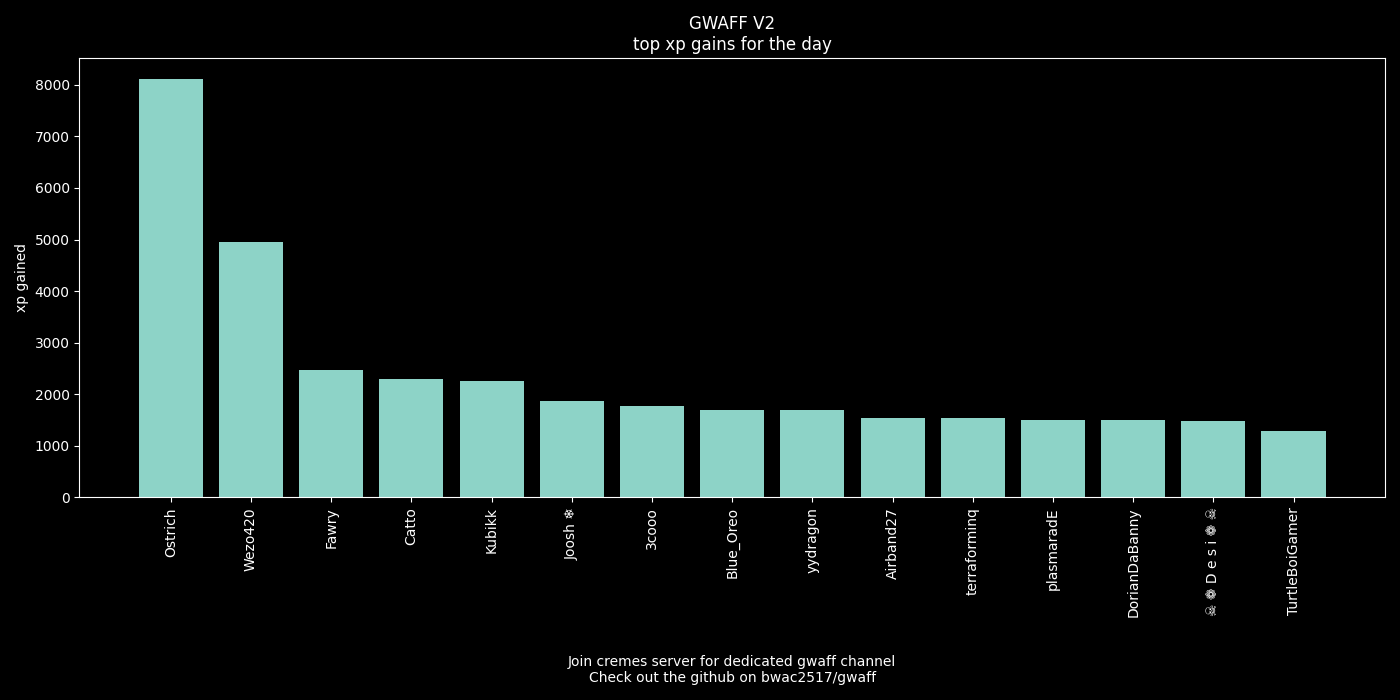 GWAFF V2
top xp gains for the day
xp gained
8000
7000
6000
5000
4000
3000
2000
1000
0
Ostrich
Wezo420
Fawry
Catto
Kubikk
Joosh ❄
3cooo
Blue_Oreo
yydragon
Airband27
terraforminq
plasmaradE
DorianDaBanny
☠ ❁ D e s i ❁ ☠
TurtleBoiGamer
Join cremes server for dedicated gwaff channel
Check out the github on bwac2517/gwaff